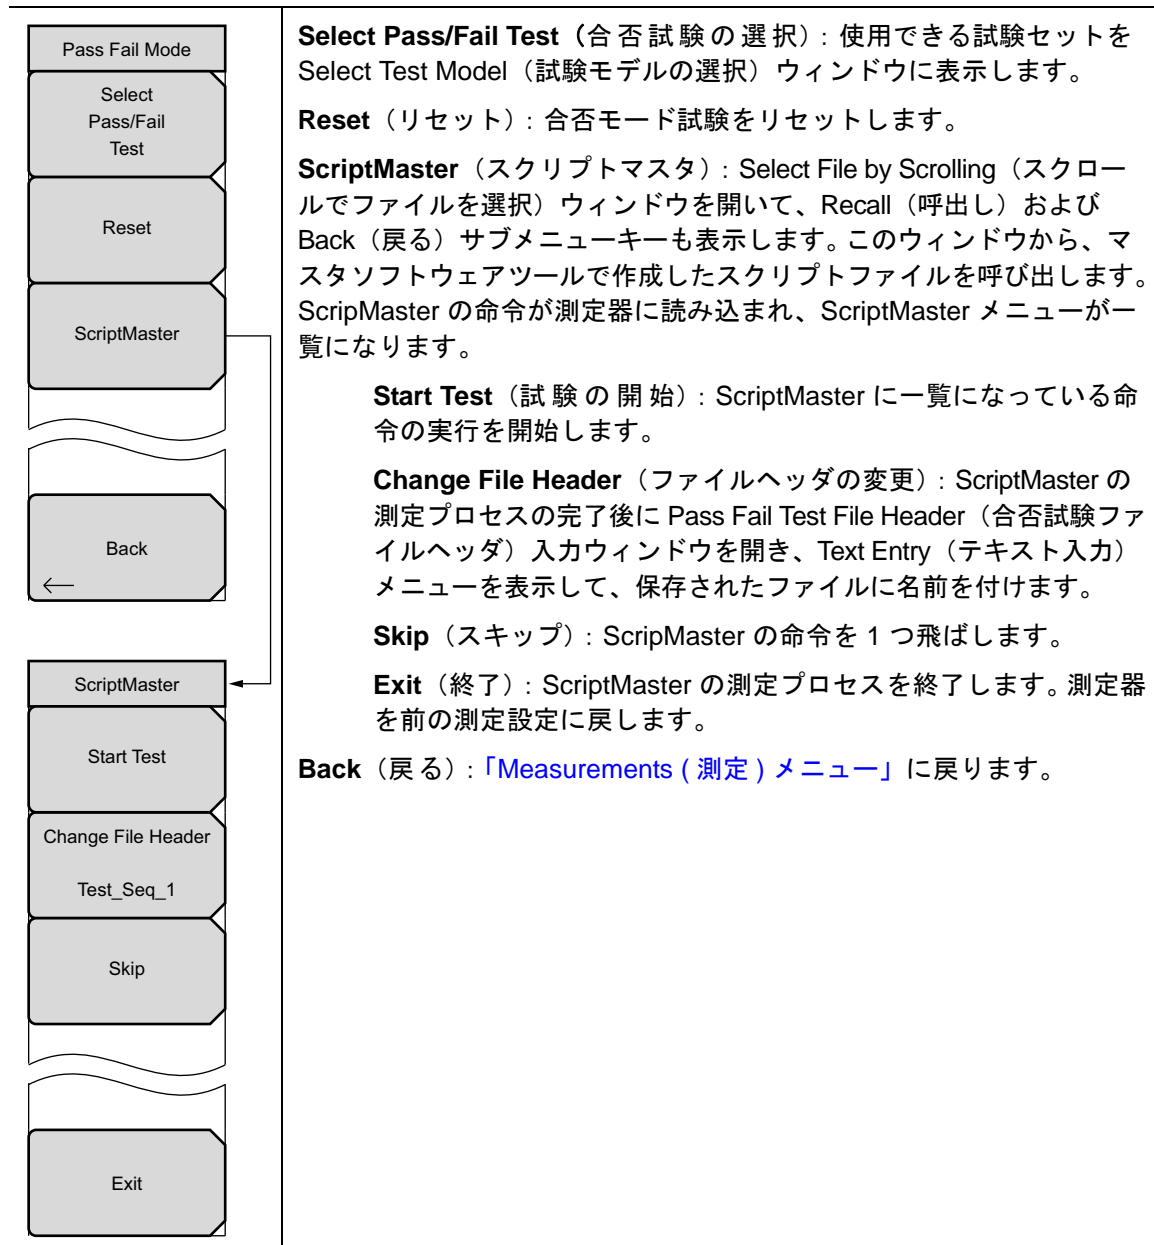 Pass Fail Mode
Select
Pass/Fail
Test
Reset
ScriptMaster
Back
ScriptMaster
Start Test
Change File Header
Test_Seq_1
Skip
Exit
Select Pass/Fail Test（合否試験の選択）: 使用できる試験セットを
Select Test Model（試験モデルの選択）ウィンドウに表示します。
Reset（リセット）: 合否モード試験をリセットします。
ScriptMaster（スクリプトマスタ）: Select File by Scrolling（スクロー
ルでファイルを選択）ウィンドウを開いて、Recall（呼出し）および
Back（戻る）サブメニューキーも表示します。このウィンドウから、マ
スタソフトウェアツールで作成したスクリプトファイルを呼び出します。
ScripMaster の命令が測定器に読み込まれ、ScriptMaster メニューが一
覧になります。
Start Test（試験の開始）: ScriptMaster に一覧になっている命
令の実行を開始します。
Change File Header（ファイルヘッダの変更）: ScriptMaster の
測定プロセスの完了後に Pass Fail Test File Header（合否試験ファ
イルヘッダ）入力ウィンドウを開き、Text Entry（テキスト入力）
メニューを表示して、保存されたファイルに名前を付けます。
Skip（スキップ）: ScripMaster の命令を 1 つ飛ばします。
Exit（終了）: ScriptMaster の測定プロセスを終了します。測定器
を前の測定設定に戻します。
Back（戻る）:「Measurements ( 測定 ) メニュー」に戻ります。